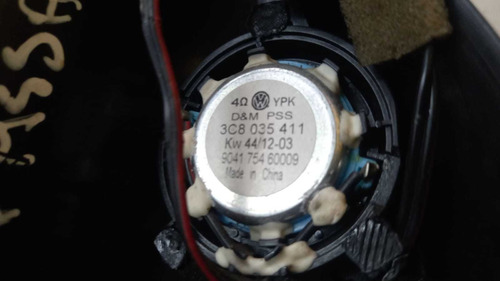 4Ω YPK
D&M PSS
3C8 035 411
Kw 44/12-03
9041 754 60009
Made in China